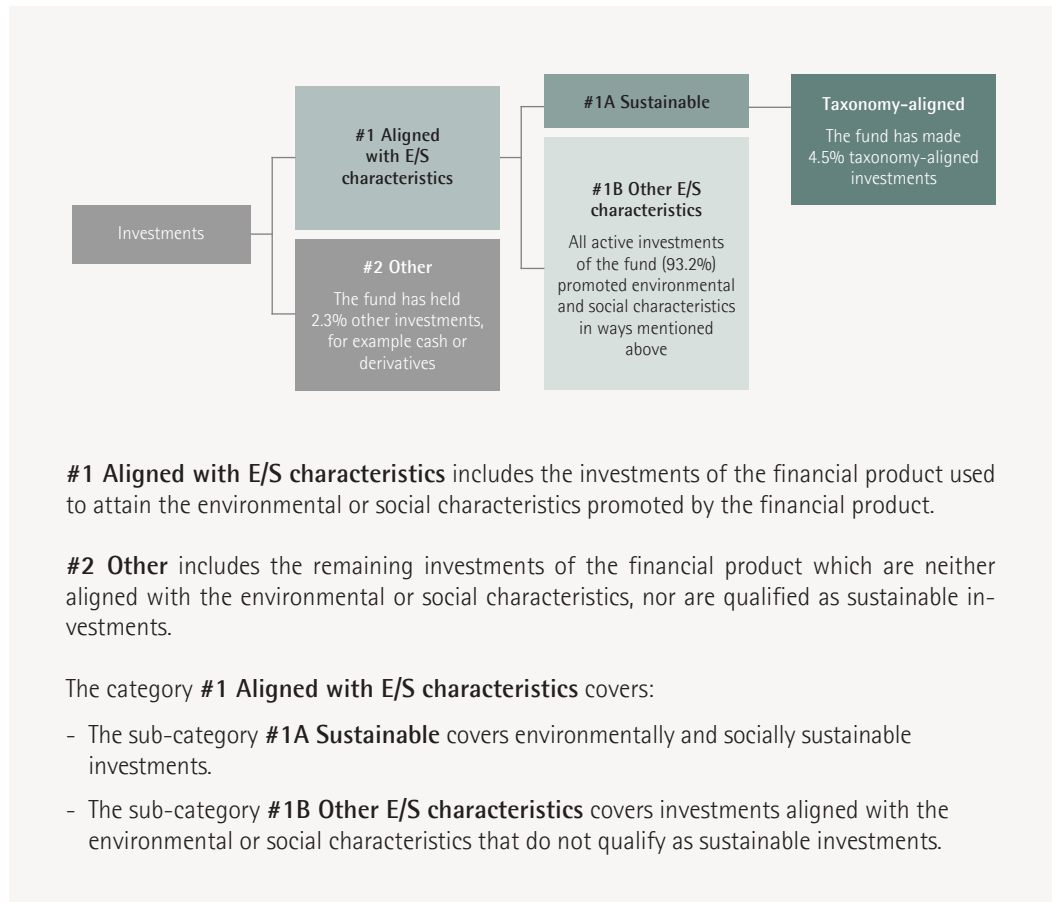 Investments
#1 Aligned
with E/S
characteristics
#2 Other
The fund has held
2.3% other investments,
for example cash or
derivatives
#1A Sustainable
#1B Other E/S
characteristics
All active investments
of the fund (93.2%)
promoted environmental
and social characteristics
in ways mentioned
above
Taxonomy-aligned
The fund has made
4.5% taxonomy-aligned
investments
#1 Aligned with E/S characteristics includes the investments of the financial product used
to attain the environmental or social characteristics promoted by the financial product.
#2 Other includes the remaining investments of the financial product which are neither
aligned with the environmental or social characteristics, nor are qualified as sustainable in-
vestments.
The category #1 Aligned with E/S characteristics covers:
- The sub-category #1A Sustainable covers environmentally and socially sustainable
investments.
- The sub-category #1B Other E/S characteristics covers investments aligned with the
environmental or social characteristics that do not qualify as sustainable investments.